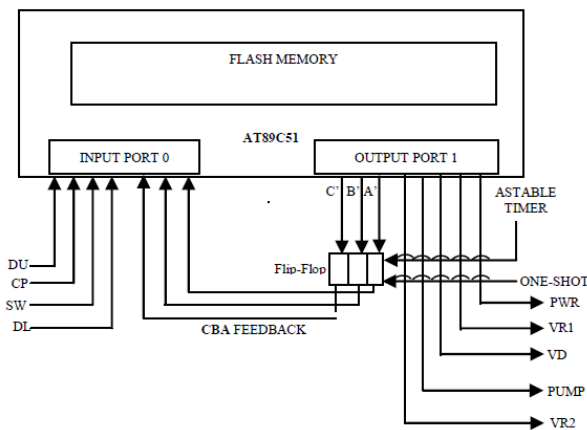 FLASH MEMORY
AT89C51
INPUT PORT 0
OUTPUT PORT 1
C' B' A'
ASTABLE
TIMER
DU
CP
SW
DL
Flip-Flop
ONE-SHOT
PWR
CBA FEEDBACK
VR1
VD
PUMP
VR2